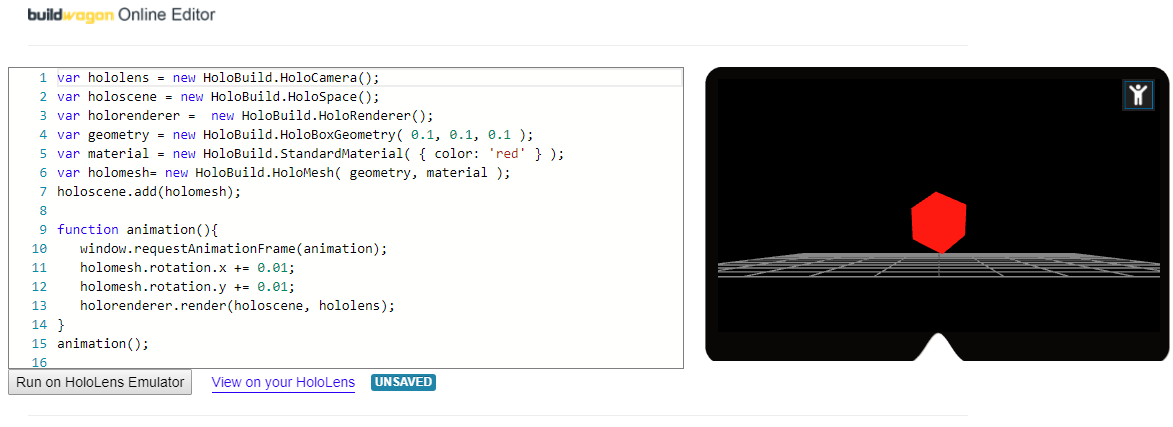 buildwagon Online Editor
1 var hololens = new HoloBuild.HoloCamera();
2 var holoscene = new HoloBuild.HoloSpace();
3 var holorenderer =  new HoloBuild.HoloRenderer();
4 var geometry = new HoloBuild.HoloBoxGeometry( 0.1, 0.1, 0.1 );
5 var material = new HoloBuild.StandardMaterial( { color: 'red' } );
6 var holomesh= new HoloBuild.HoloMesh( geometry, material );
7 holoscene.add(holomesh);
8
9 function animation(){
10    window.requestAnimationFrame(animation);
11    holomesh.rotation.x += 0.01;
12    holomesh.rotation.y += 0.01;
13    holorenderer.render(holoscene, hololens);
14 }
15 animation();
16
Run on HoloLens Emulator View on your HoloLens UNSAVED